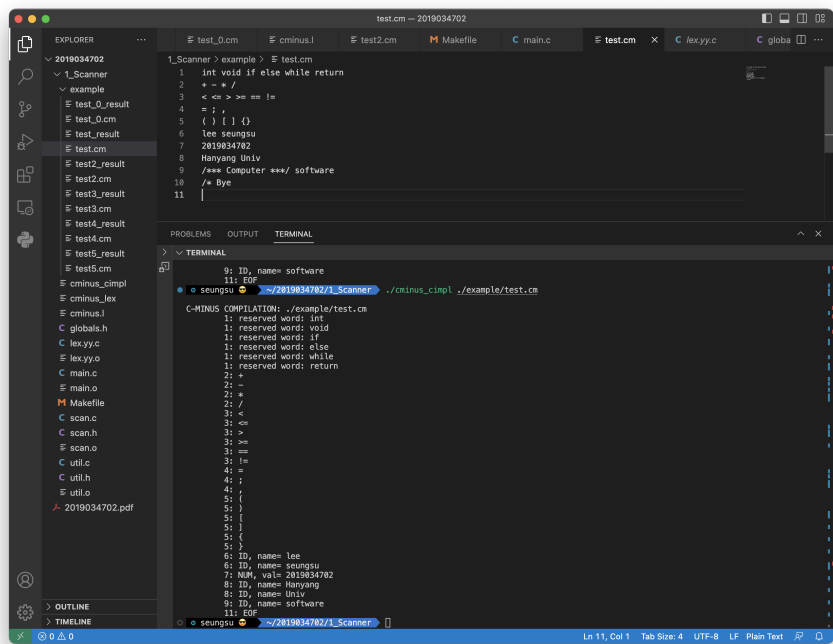 test.cm — 2019034702
EXPLORER
2019034702
1_Scanner
example
test_0_result
test_0.cm
test_result
test.cm
test2_result
test2.cm
test3_result
test3.cm
test4_result
test4.cm
test5_result
test5.cm
cminus_cimpl
cminus_lex
cminus.l
C globals.h
C lex.yy.c
lex.yy.o
C main.c
main.o
M Makefile
C scan.c
C scan.h
scan.o
C util.c
C util.h
util.o
2019034702.pdf
OUTLINE
TIMELINE
test_0.cm cminus.l test2.cm M Makefile C main.c test.cm × C lex.yy.c C globa
1_Scanner > example > test.cm
1 int void if else while return
2 + - * /
3 < <= > >= == !=
4 = ; ,
5 ( ) [ ] {}
6 lee seungsu
7 2019034702
8 Hanyang Univ
9 /*** Computer ***/ software
10 /* Bye
11
PROBLEMS OUTPUT TERMINAL
TERMINAL
9: ID, name= software
11: EOF
seungsu 😎 ~/2019034702/1_Scanner ./cminus_cimpl ./example/test.cm
C-MINUS COMPILATION: ./example/test.cm
1: reserved word: int
1: reserved word: void
1: reserved word: if
1: reserved word: else
1: reserved word: while
1: reserved word: return
2: +
2: -
2: *
2: /
3: <
3: <=
3: >
3: >=
3: ==
3: !=
4: =
4: ;
4: ,
5: (
5: )
5: [
5: ]
5: {
5: }
6: ID, name= lee
6: ID, name= seungsu
7: NUM, val= 2019034702
8: ID, name= Hanyang
8: ID, name= Univ
9: ID, name= software
11: EOF
seungsu 😎 ~/2019034702/1_Scanner
0 0 Ln 11, Col 1 Tab Size: 4 UTF-8 LF Plain Text